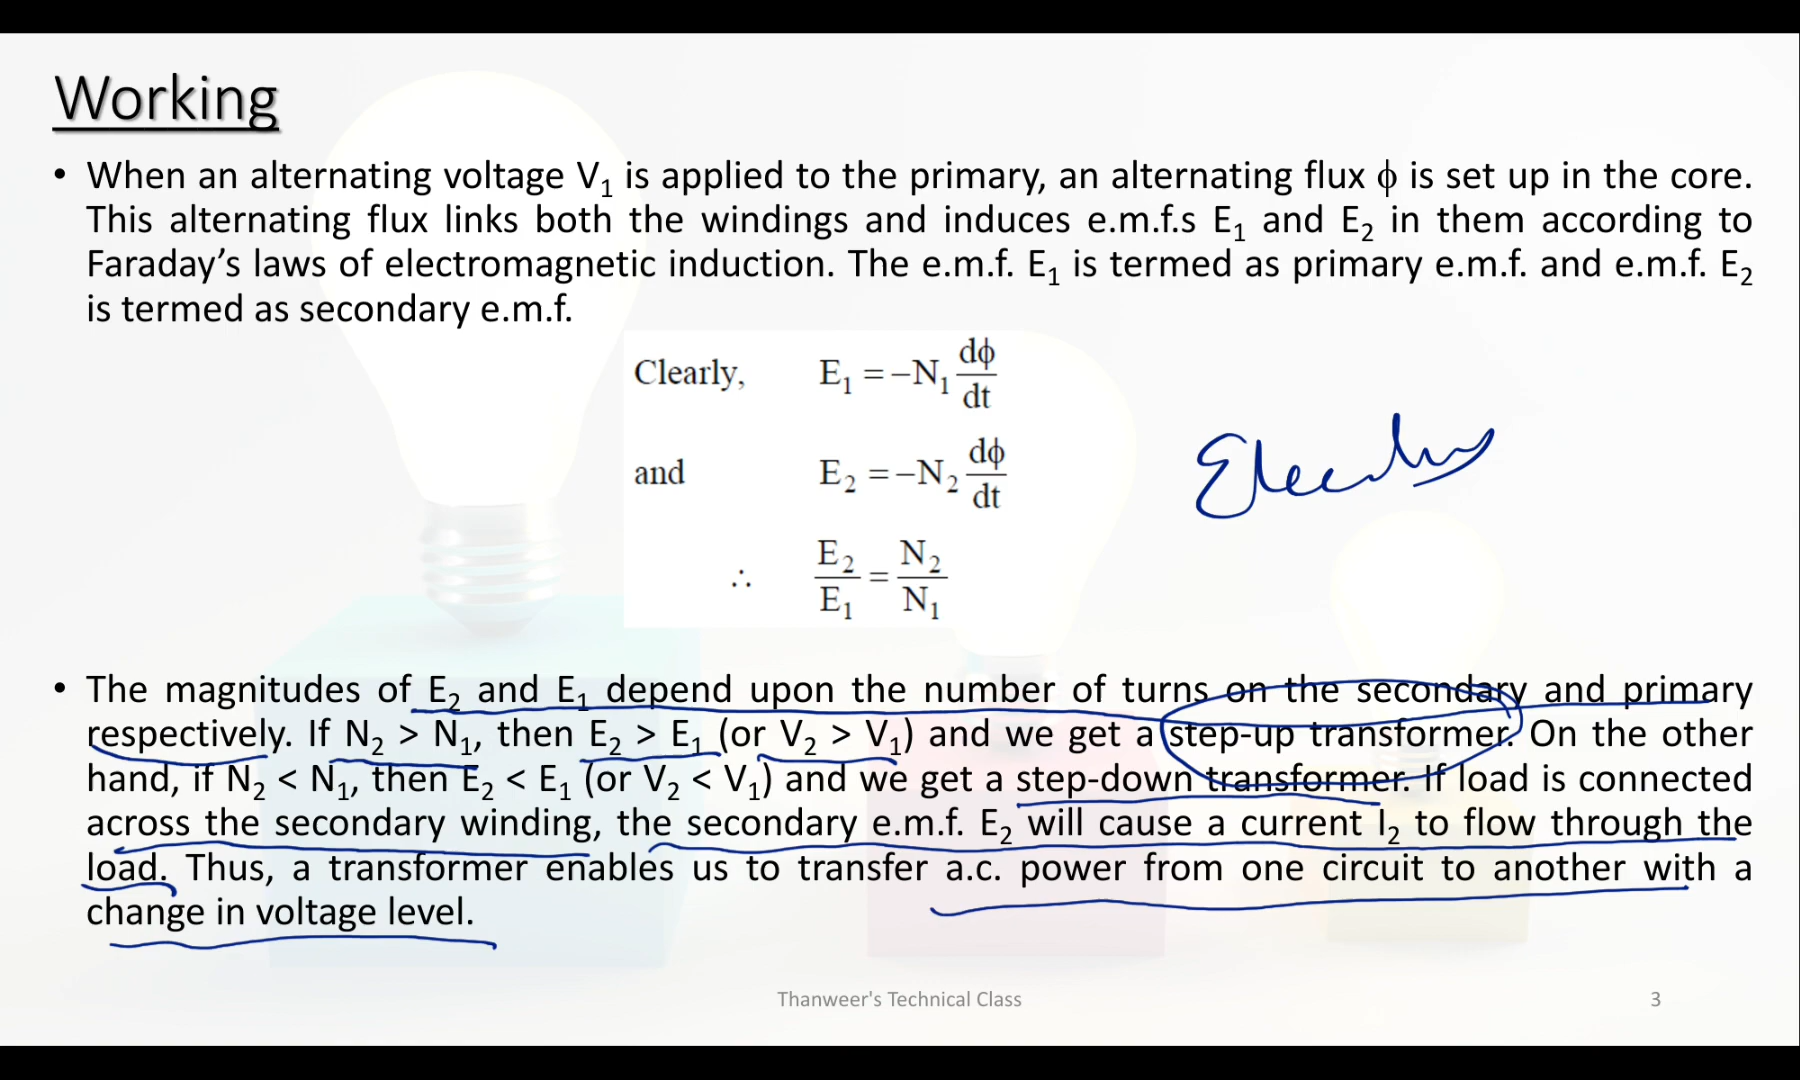 Working
• When an alternating voltage V₁ is applied to the primary, an alternating flux ϕ is set up in the core.
This alternating flux links both the windings and induces e.m.f.s E₁ and E₂ in them according to
Faraday’s laws of electromagnetic induction. The e.m.f. E₁ is termed as primary e.m.f. and e.m.f. E₂
is termed as secondary e.m.f.
Clearly, E₁ = −N₁ dϕ/dt
and E₂ = −N₂ dϕ/dt
∴ E₂/E₁ = N₂/N₁
• The magnitudes of E₂ and E₁ depend upon the number of turns on the secondary and primary
respectively. If N₂ > N₁, then E₂ > E₁ (or V₂ > V₁) and we get a step-up transformer. On the other
hand, if N₂ < N₁, then E₂ < E₁ (or V₂ < V₁) and we get a step-down transformer. If load is connected
across the secondary winding, the secondary e.m.f. E₂ will cause a current I₂ to flow through the
load. Thus, a transformer enables us to transfer a.c. power from one circuit to another with a
change in voltage level.
Thanweer's Technical Class 3